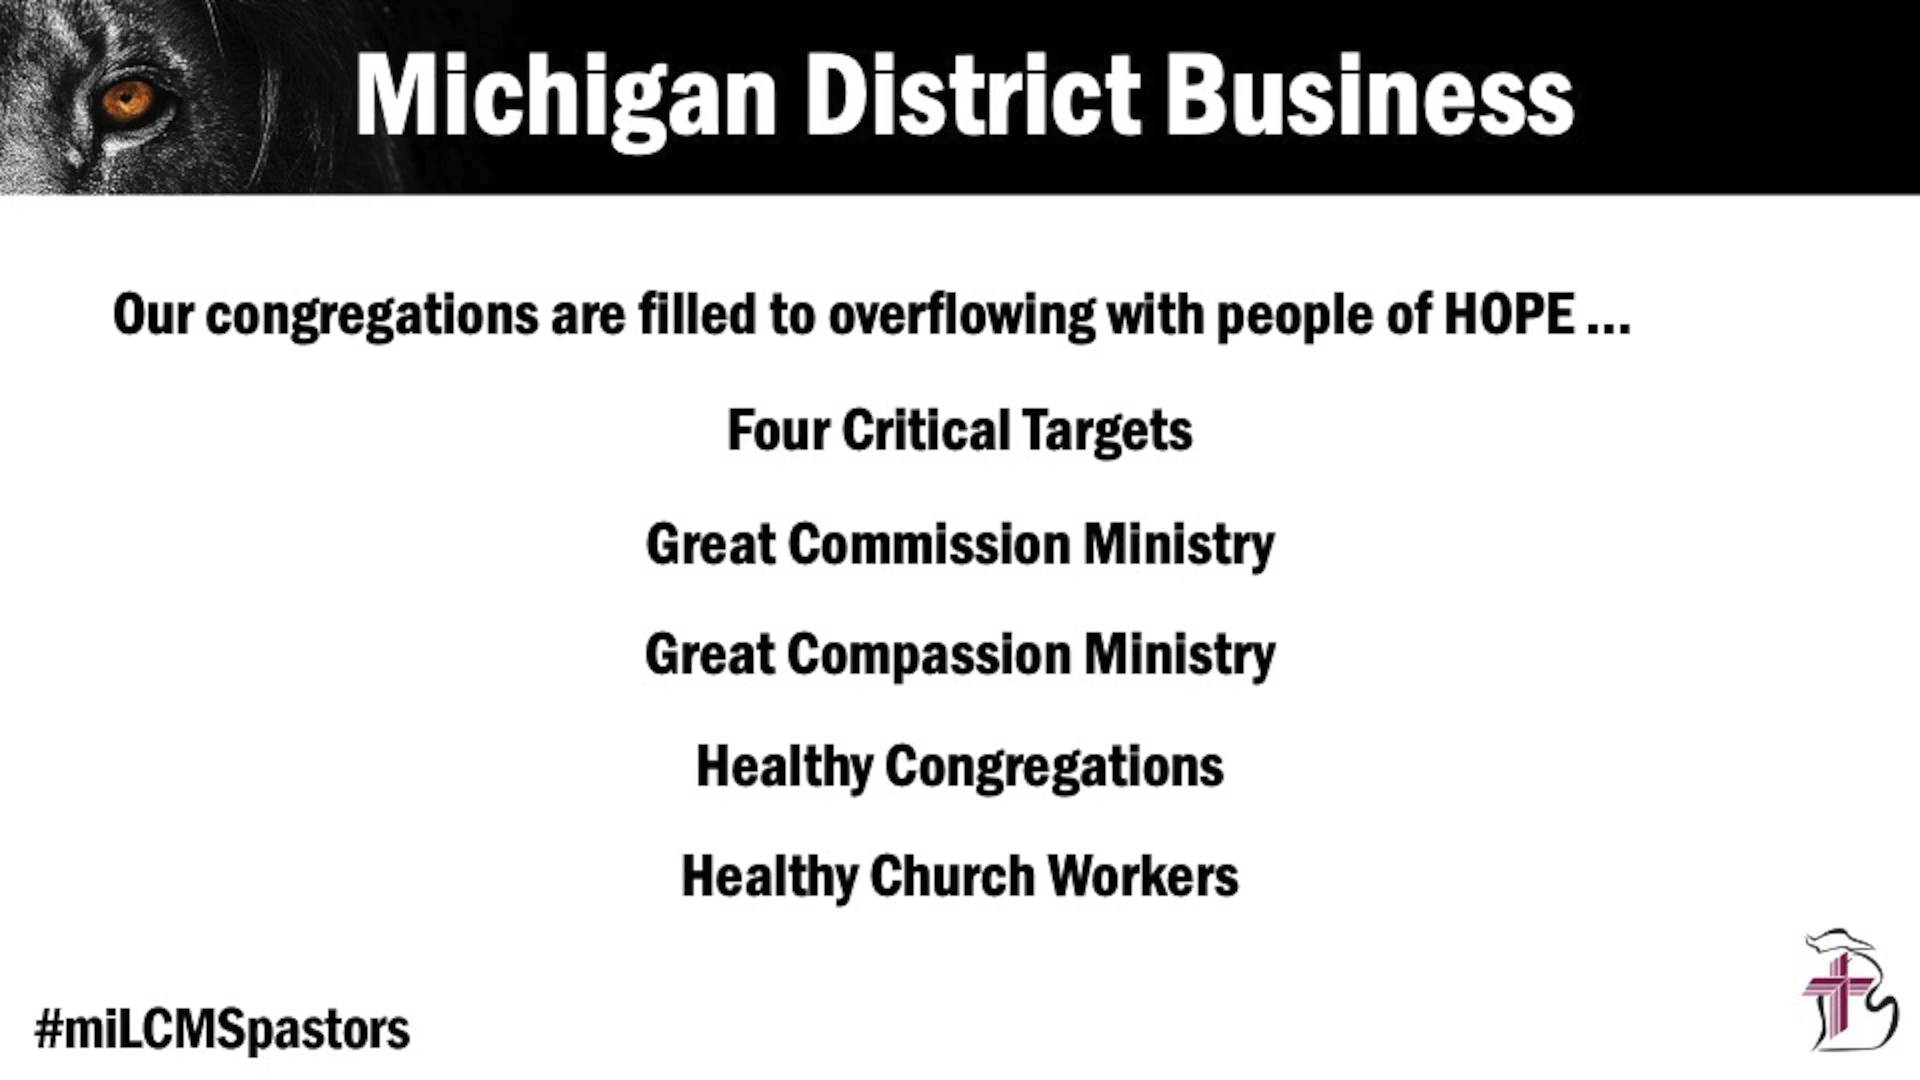 Michigan District Business
Our congregations are filled to overflowing with people of HOPE ...
Four Critical Targets
Great Commission Ministry
Great Compassion Ministry
Healthy Congregations
Healthy Church Workers
#miLCMSpastors